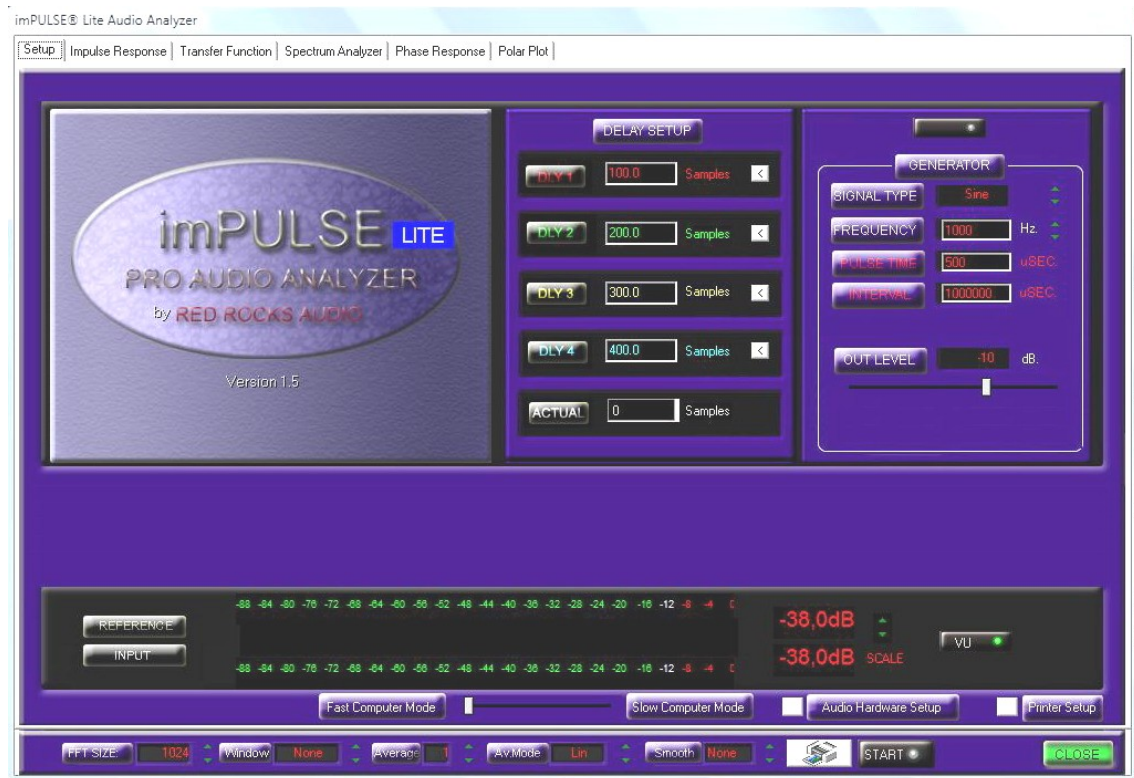 imPULSE® Lite Audio Analyzer
Setup Impulse Response Transfer Function Spectrum Analyzer Phase Response Polar Plot
imPULSE LITE
PRO AUDIO ANALYZER
by RED ROCKS AUDIO
Version 1.5
DELAY SETUP
DLY 1 100.0 Samples <
DLY 2 200.0 Samples <
DLY 3 300.0 Samples <
DLY 4 400.0 Samples <
ACTUAL 0 Samples
GENERATOR
SIGNAL TYPE Sine
FREQUENCY 1000 Hz.
PULSE TIME 500 uSEC.
INTERVAL 1000000 uSEC.
OUT LEVEL -10 dB.
REFERENCE
INPUT
-88 -84 -80 -76 -72 -68 -64 -60 -56 -52 -48 -44 -40 -36 -32 -28 -24 -20 -16 -12 -8 -4
-88 -84 -80 -76 -72 -68 -64 -60 -56 -52 -48 -44 -40 -36 -32 -28 -24 -20 -16 -12 -8 -4
-38,0dB
-38,0dB SCALE
VU
Fast Computer Mode Slow Computer Mode Audio Hardware Setup Printer Setup
FFT SIZE: 1024 Window None Average 1 Av.Mode Lin Smooth None START CLOSE